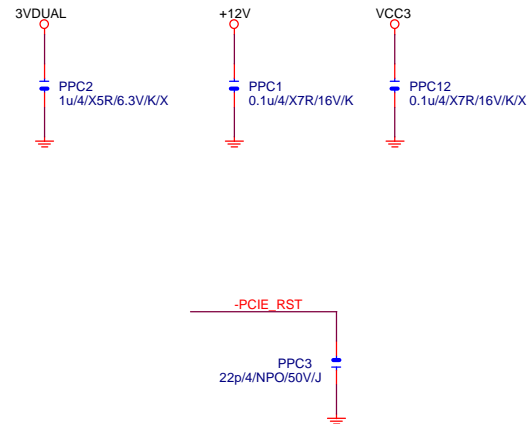 3VDUAL
+12V
VCC3
PPC2
1u/4/X5R/6.3V/K/X
PPC1
0.1u/4/X7R/16V/K
PPC12
0.1u/4/X7R/16V/K/X
-PCIE_RST
PPC3
22p/4/NPO/50V/J